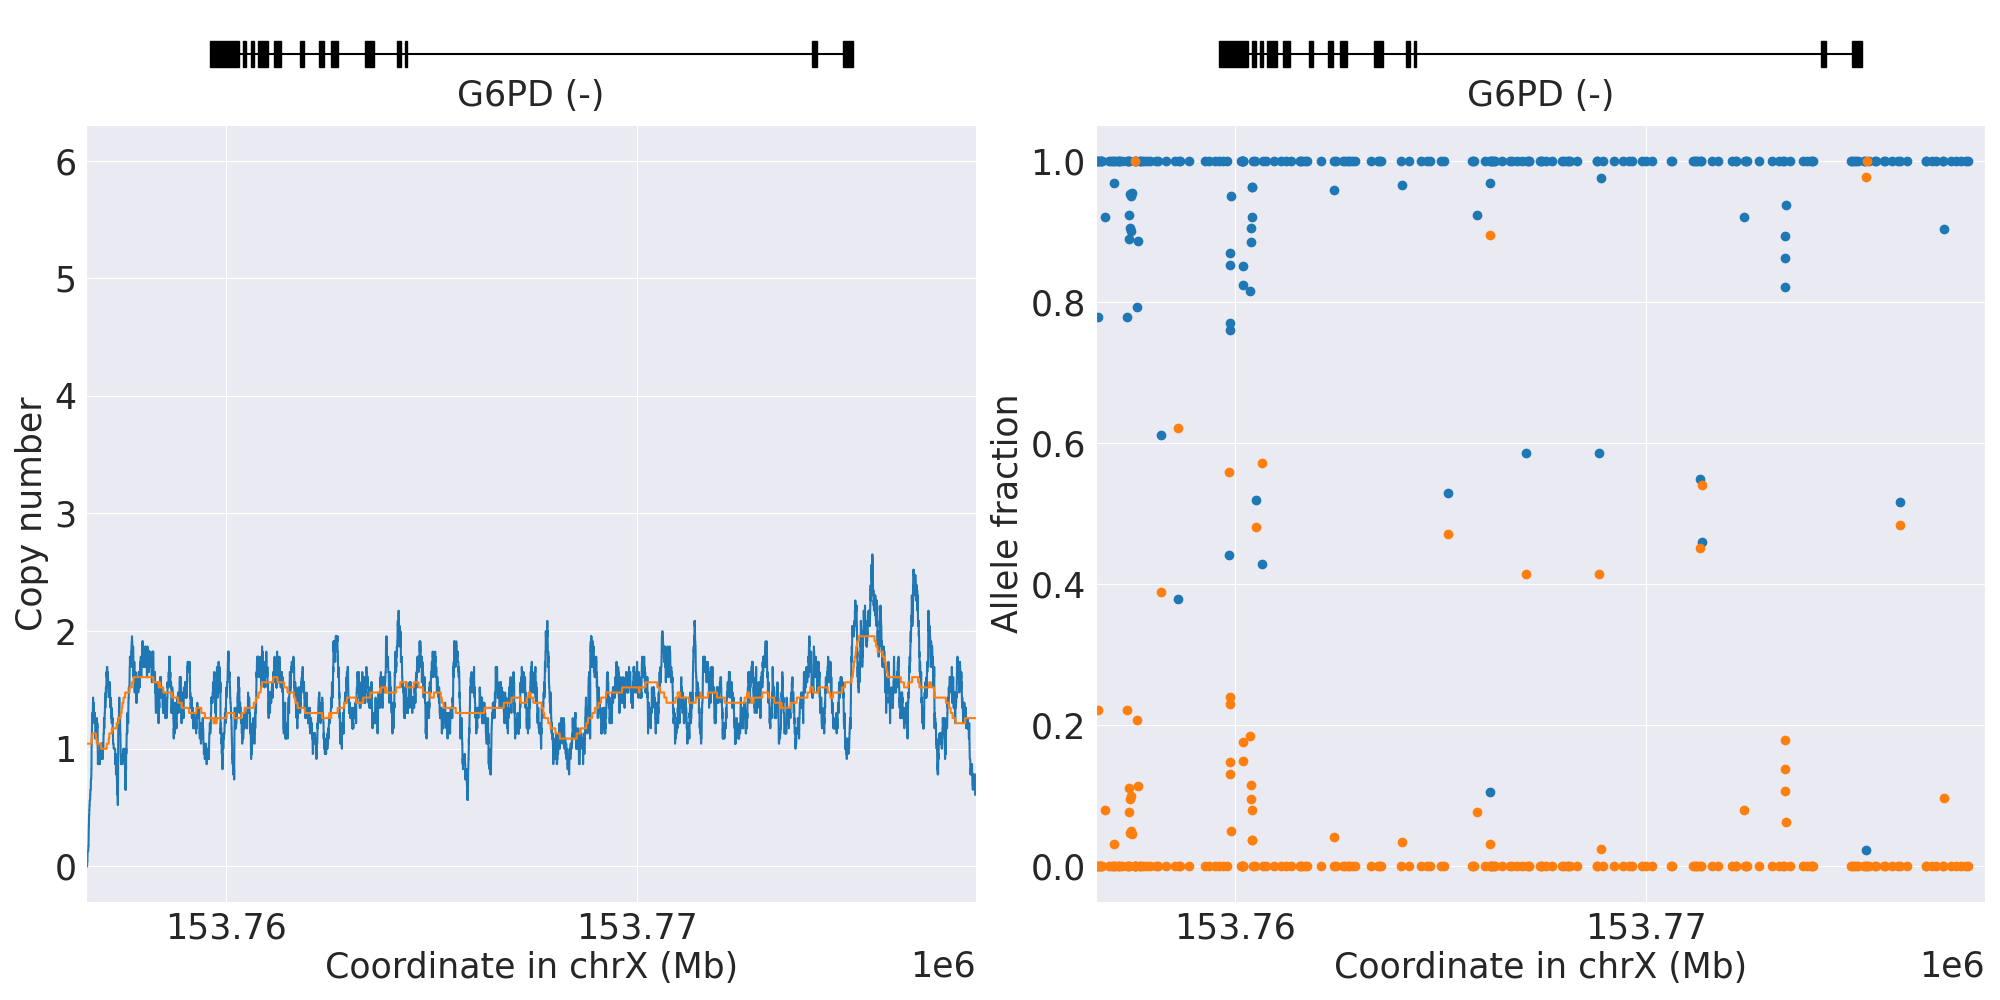 G6PD (-)
6
5
4
3
2
1
0
Copy number
153.76
153.77
Coordinate in chrX (Mb)
1e6
G6PD (-)
1.0
0.8
0.6
0.4
0.2
0.0
Allele fraction
153.76
153.77
Coordinate in chrX (Mb)
1e6